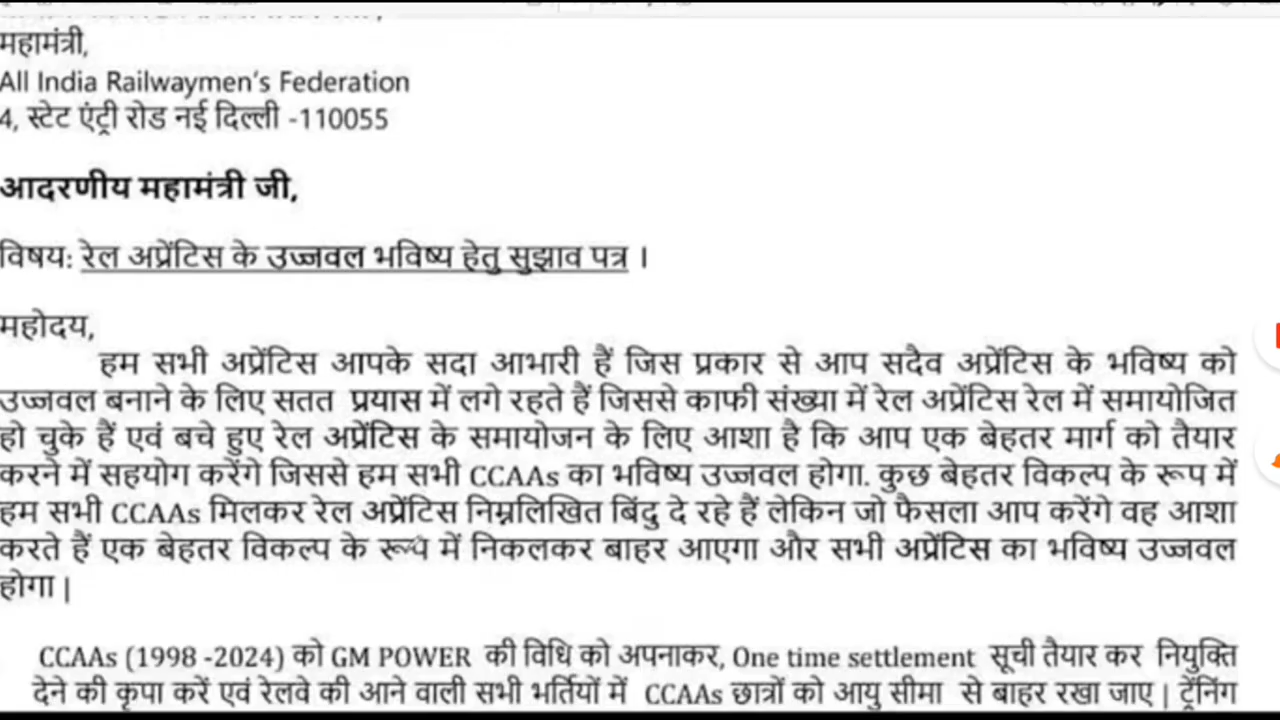 महामंत्री,
All India Railwaymen's Federation
4, स्टेट एंट्री रोड नई दिल्ली -110055
आदरणीय महामंत्री जी,
विषय: रेल अप्रेंटिस के उज्जवल भविष्य हेतु सुझाव पत्र ।
महोदय,
हम सभी अप्रेंटिस आपके सदा आभारी हैं जिस प्रकार से आप सदैव अप्रेंटिस के भविष्य को
उज्जवल बनाने के लिए सतत प्रयास में लगे रहते हैं जिससे काफी संख्या में रेल अप्रेंटिस रेल में समायोजित
हो चुके हैं एवं बचे हुए रेल अप्रेंटिस के समायोजन के लिए आशा है कि आप एक बेहतर मार्ग को तैयार
करने में सहयोग करेंगे जिससे हम सभी CCAAs का भविष्य उज्जवल होगा. कुछ बेहतर विकल्प के रूप में
हम सभी CCAAs मिलकर रेल अप्रेंटिस निम्नलिखित बिंदु दे रहे हैं लेकिन जो फैसला आप करेंगे वह आशा
करते हैं एक बेहतर विकल्प के रूप में निकलकर बाहर आएगा और सभी अप्रेंटिस का भविष्य उज्जवल
होगा |
CCAAs (1998 -2024) को GM POWER की विधि को अपनाकर, One time settlement सूची तैयार कर नियुक्ति
देने की कृपा करें एवं रेलवे की आने वाली सभी भर्तियों में CCAAs छात्रों को आयु सीमा से बाहर रखा जाए | ट्रेंनिंग